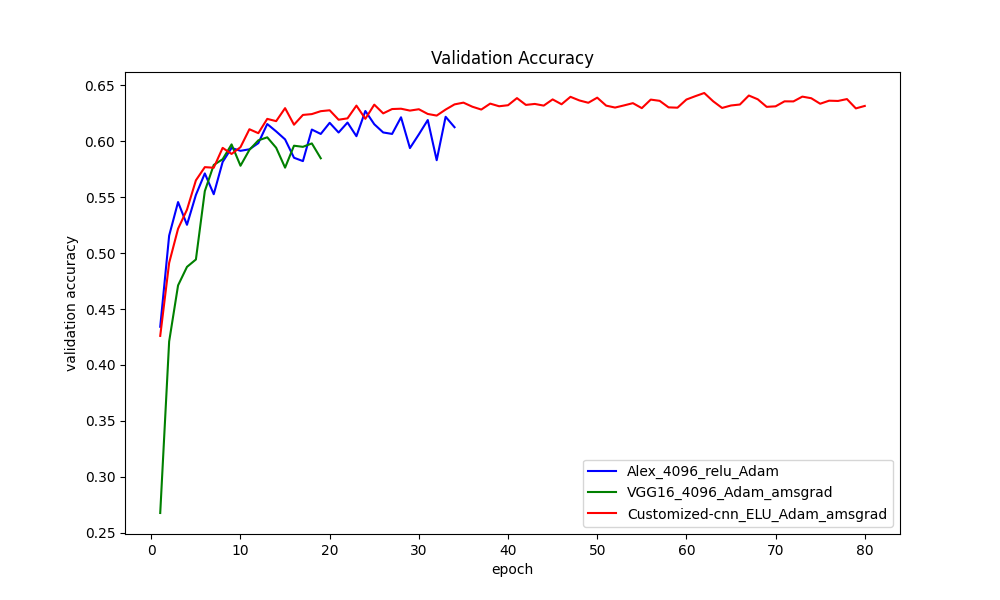 Validation Accuracy
validation accuracy
0.65
0.60
0.55
0.50
0.45
0.40
0.35
0.30
0.25
Alex_4096_relu_Adam
VGG16_4096_Adam_amsgrad
Customized-cnn_ELU_Adam_amsgrad
0 10 20 30 40 50 60 70 80
epoch